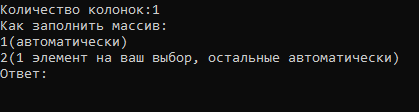 Количество колонок:1
Как заполнить массив:
1(автоматически)
2(1 элемент на ваш выбор, остальные автоматически)
Ответ: